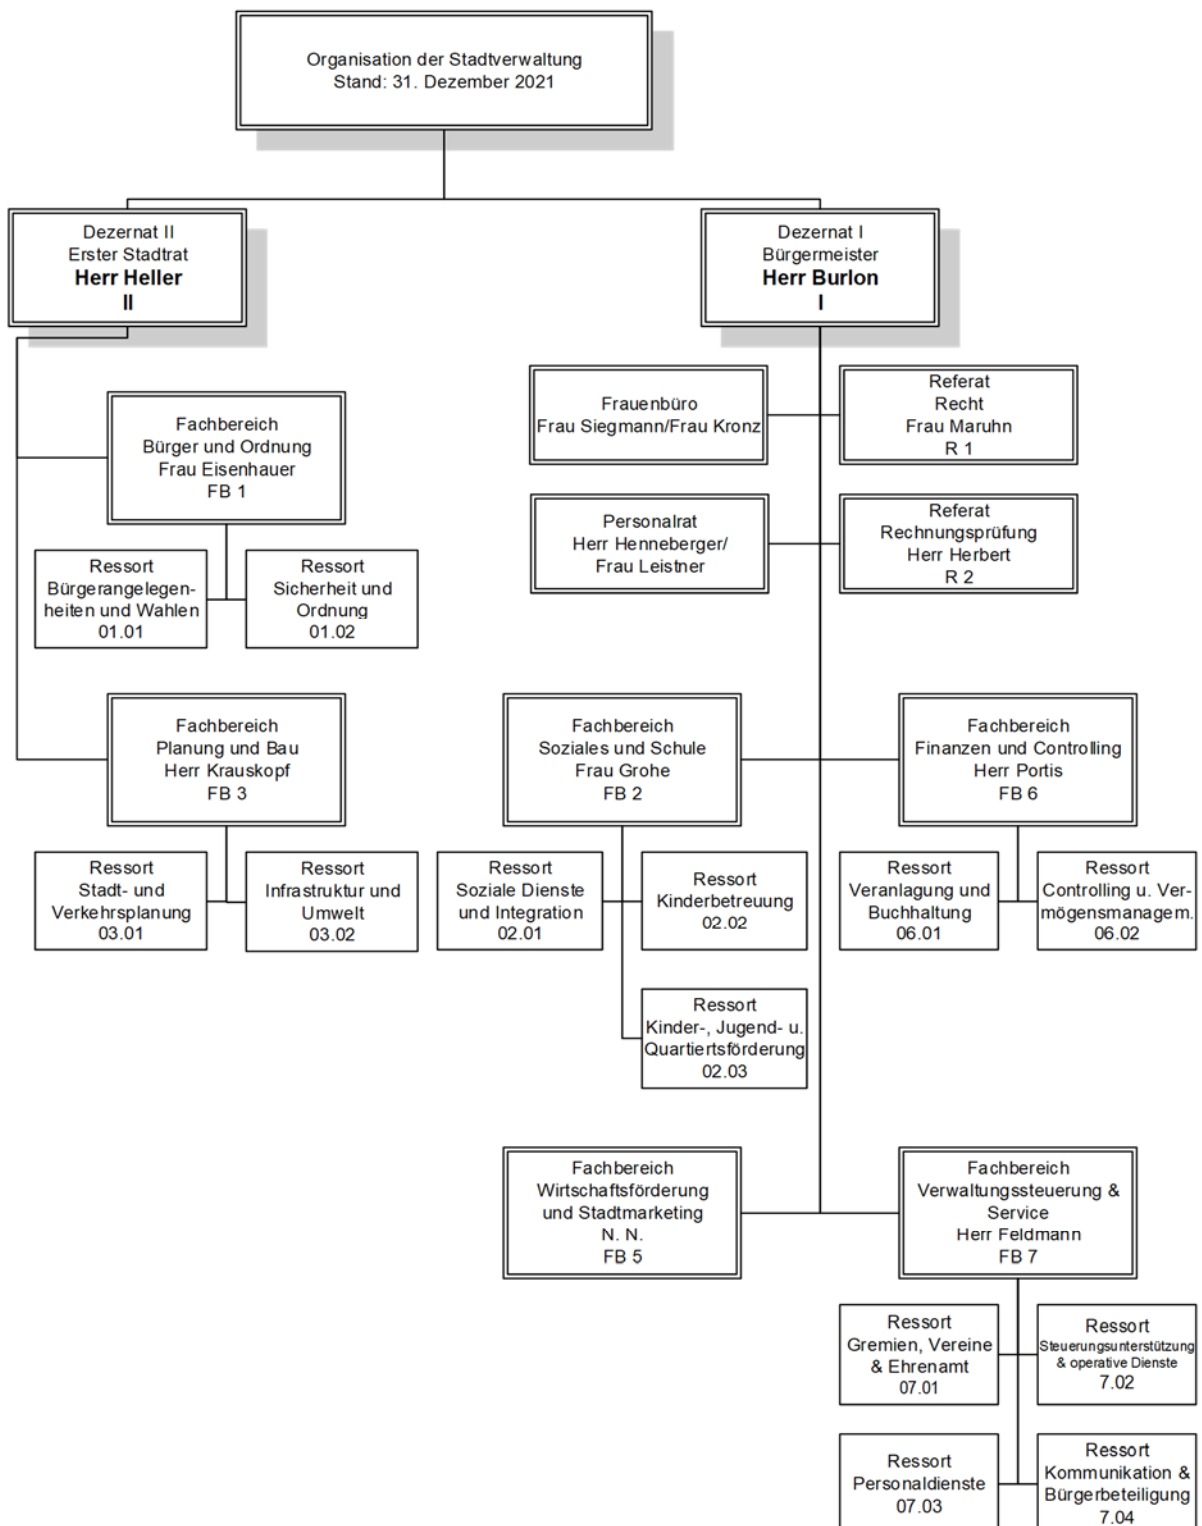 Organisation der Stadtverwaltung
Stand: 31. Dezember 2021
Dezernat II
Erster Stadtrat
Herr Heller
II
Dezernat I
Bürgermeister
Herr Burlon
I
Frauenbüro
Frau Siegmann/Frau Kronz
Referat
Recht
Frau Maruhn
R 1
Fachbereich
Bürger und Ordnung
Frau Eisenhauer
FB 1
Personalrat
Herr Henneberger/
Frau Leistner
Referat
Rechnungsprüfung
Herr Herbert
R 2
Ressort
Bürgerangelegen-
heiten und Wahlen
01.01
Ressort
Sicherheit und
Ordnung
01.02
Fachbereich
Planung und Bau
Herr Krauskopf
FB 3
Fachbereich
Soziales und Schule
Frau Grohe
FB 2
Fachbereich
Finanzen und Controlling
Herr Portis
FB 6
Ressort
Stadt- und
Verkehrsplanung
03.01
Ressort
Infrastruktur und
Umwelt
03.02
Ressort
Soziale Dienste
und Integration
02.01
Ressort
Kinderbetreuung
02.02
Ressort
Veranlagung und
Buchhaltung
06.01
Ressort
Controlling u. Ver-
mögensmanagem.
06.02
Ressort
Kinder-, Jugend- u.
Quartiertsförderung
02.03
Fachbereich
Wirtschaftsförderung
und Stadtmarketing
N. N.
FB 5
Fachbereich
Verwaltungssteuerung &
Service
Herr Feldmann
FB 7
Ressort
Gremien, Vereine
& Ehrenamt
07.01
Ressort
Steuerungsunterstützung
& operative Dienste
7.02
Ressort
Personaldienste
07.03
Ressort
Kommunikation &
Bürgerbeteiligung
7.04